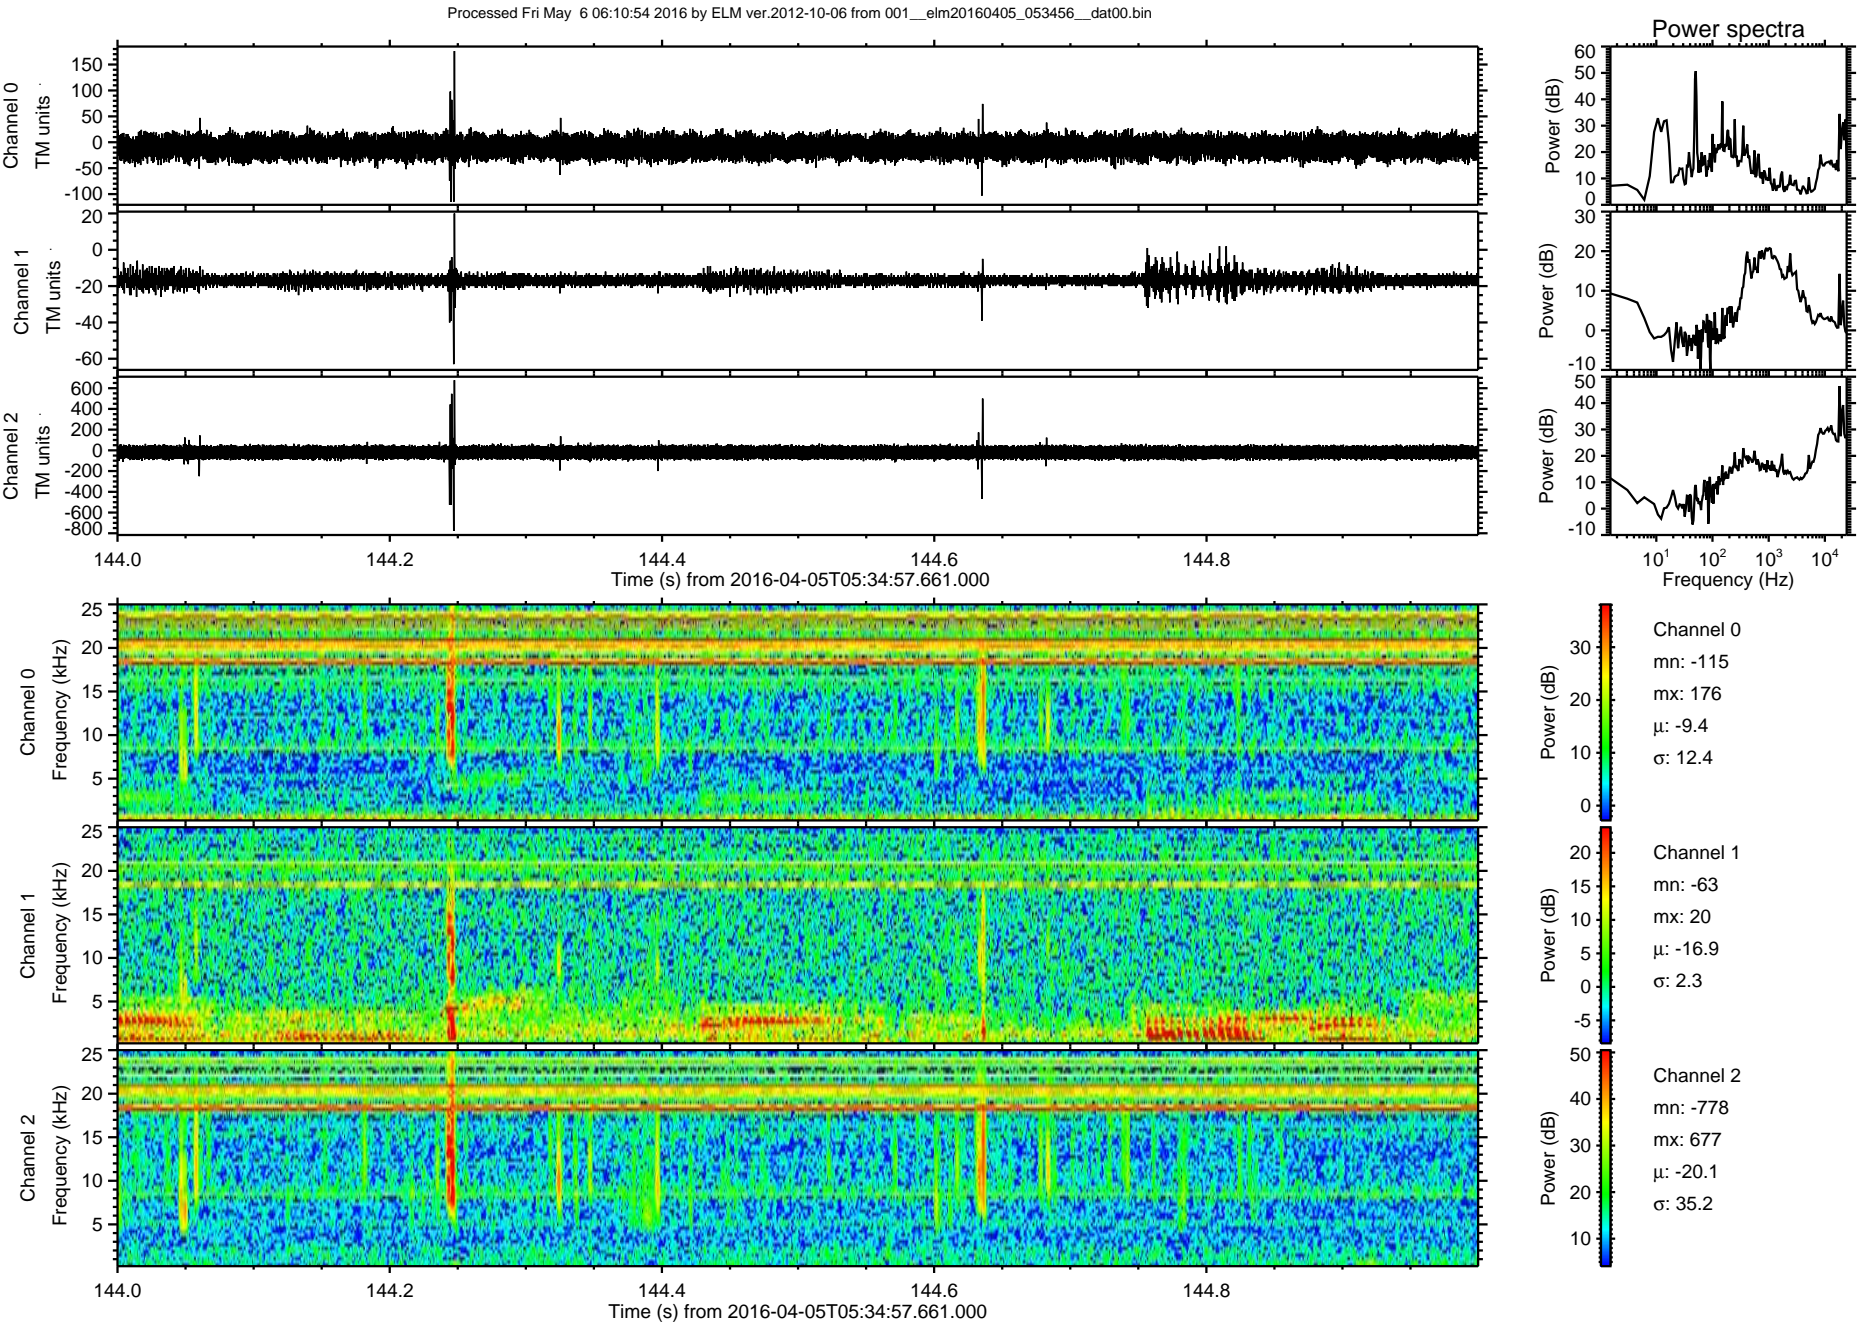 Processed Fri May  6 06:10:54 2016 by ELM ver.2012-10-06 from 001__elm20160405_053456__dat00.bin
Power spectra
Channel 0
TM units
150
100
50
0
-50
-100
Power (dB)
60
50
40
30
20
10
0
Channel 1
TM units
20
0
-20
-40
-60
Power (dB)
30
20
10
0
-10
Channel 2
TM units
600
400
200
0
-200
-400
-600
-800
Power (dB)
50
40
30
20
10
0
-10
144.0 144.2 144.4 144.6 144.8
Time (s) from 2016-04-05T05:34:57.661.000
10^1 10^2 10^3 10^4
Frequency (Hz)
Channel 0
Frequency (kHz)
25
20
15
10
5
Power (dB)
30
20
10
0
Channel 0
mn: -115
mx: 176
μ: -9.4
σ: 12.4
Channel 1
Frequency (kHz)
25
20
15
10
5
Power (dB)
20
15
10
5
0
-5
Channel 1
mn: -63
mx: 20
μ: -16.9
σ: 2.3
Channel 2
Frequency (kHz)
25
20
15
10
5
Power (dB)
50
40
30
20
10
Channel 2
mn: -778
mx: 677
μ: -20.1
σ: 35.2
144.0 144.2 144.4 144.6 144.8
Time (s) from 2016-04-05T05:34:57.661.000